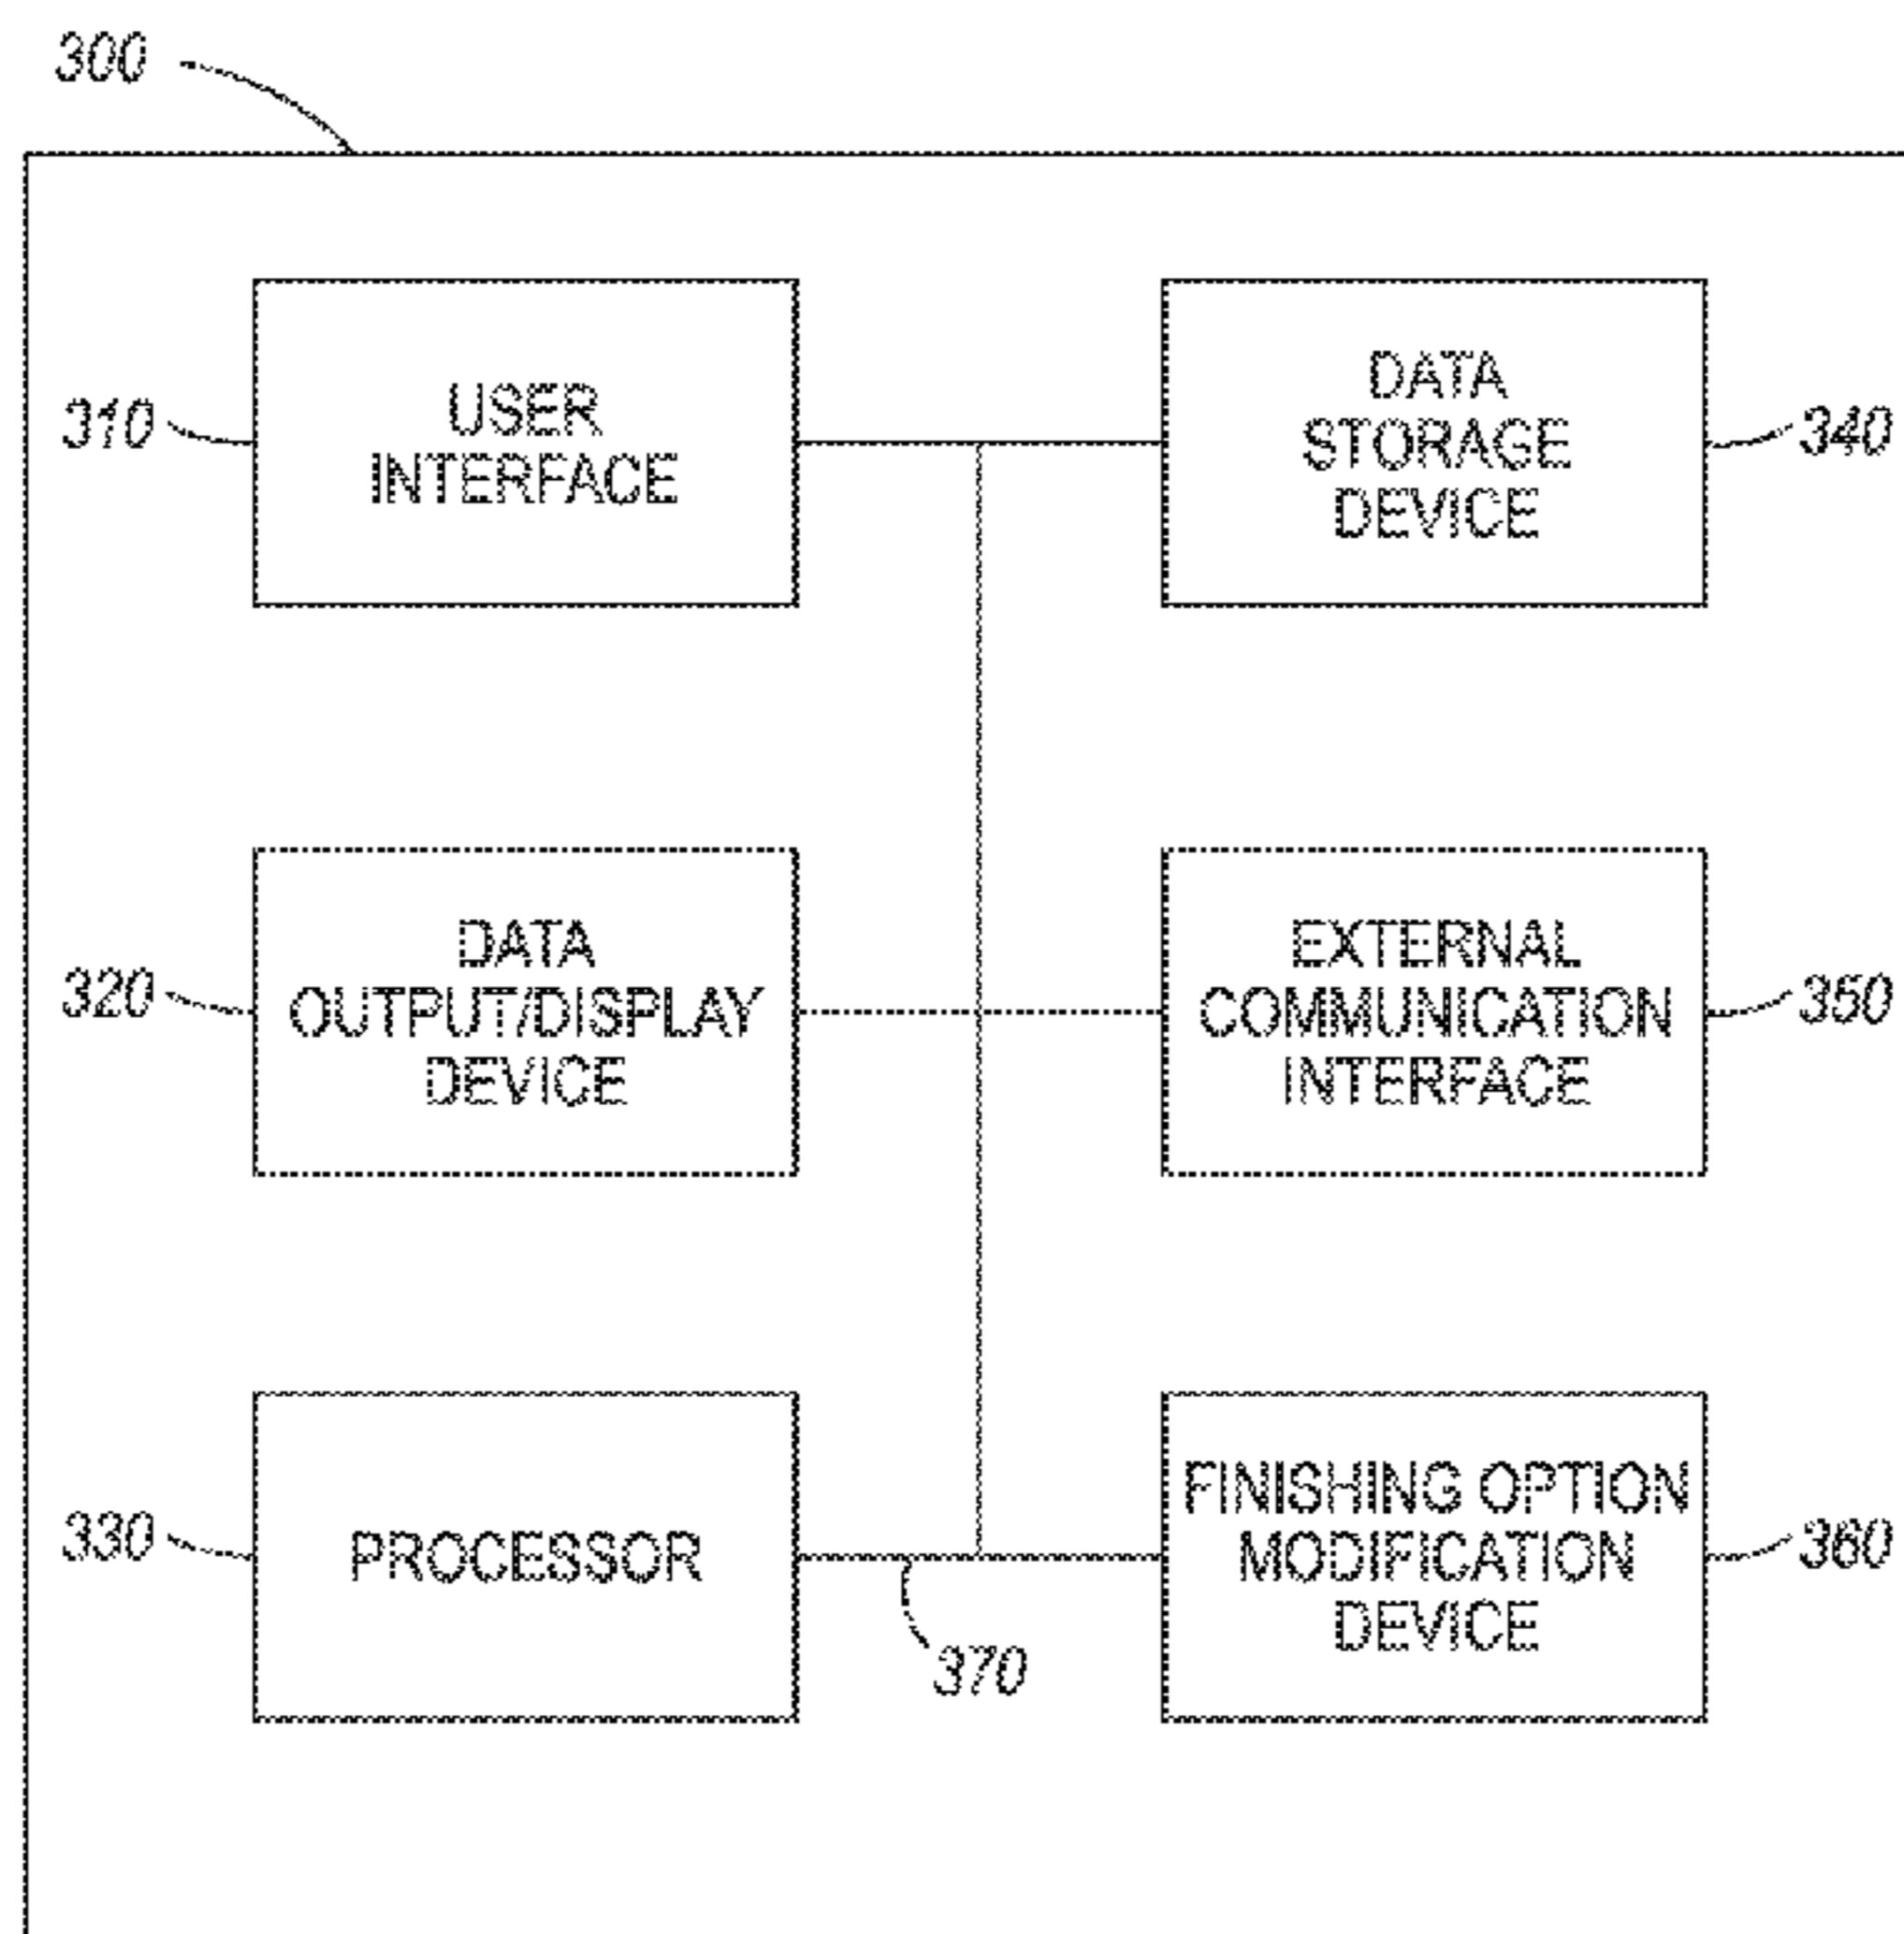 300
310
USER
INTERFACE
DATA
STORAGE
DEVICE
340
320
DATA
OUTPUT/DISPLAY
DEVICE
EXTERNAL
COMMUNICATION
INTERFACE
350
330
PROCESSOR
370
FINISHING OPTION
MODIFICATION
DEVICE
360